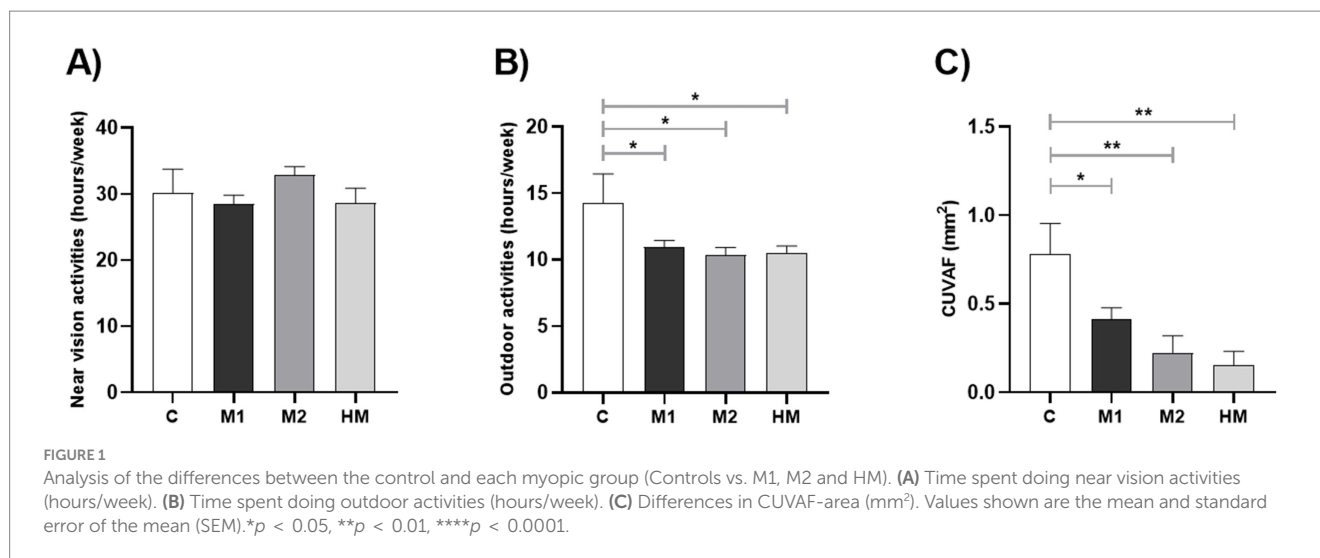 A)
Near vision activities (hours/week)
40
30
20
10
0
C M1 M2 HM
B)
Outdoor activities (hours/week)
20
15
10
5
0
* 
*
*
C M1 M2 HM
C)
CUVAF (mm²)
1.5
1.0
0.5
0.0
**
**
*
C M1 M2 HM
FIGURE 1
Analysis of the differences between the control and each myopic group (Controls vs. M1, M2 and HM). (A) Time spent doing near vision activities
(hours/week). (B) Time spent doing outdoor activities (hours/week). (C) Differences in CUVAF-area (mm²). Values shown are the mean and standard
error of the mean (SEM).*p < 0.05, **p < 0.01, ****p < 0.0001.